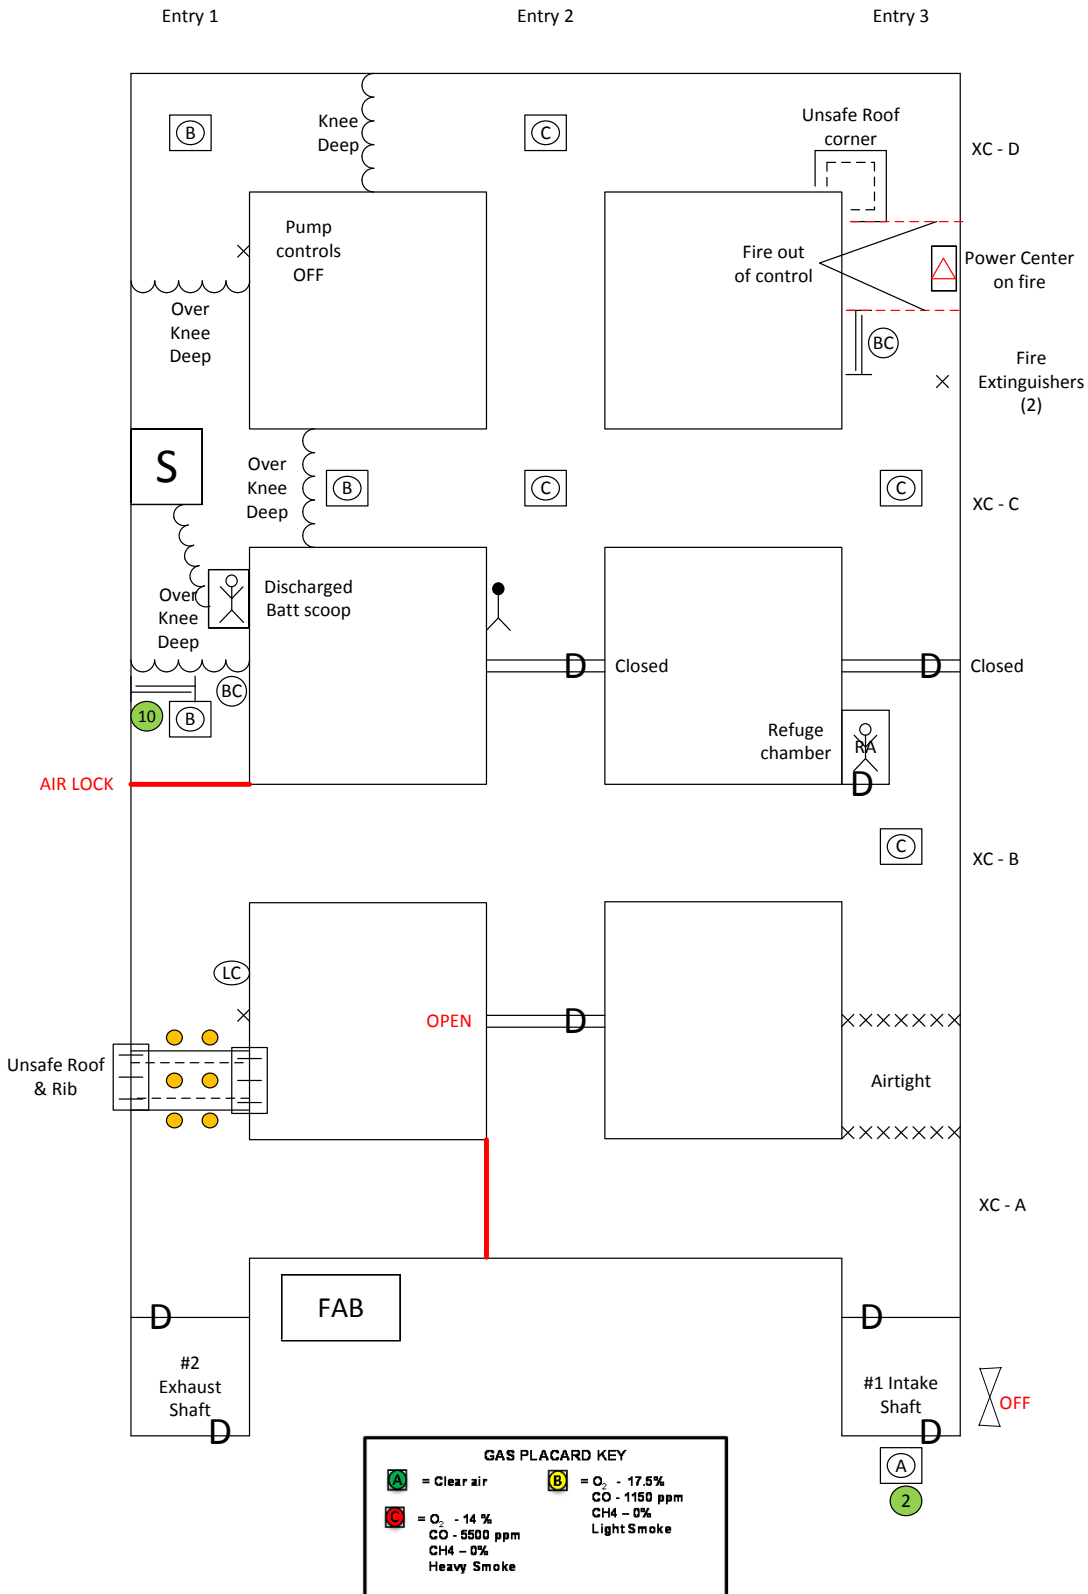 Entry 1
Entry 2
Entry 3
B
Knee
Deep
C
Unsafe Roof
corner
XC - D
Pump
controls
OFF
Fire out
of control
Power Center
on fire
Over
Knee
Deep
BC
Fire
Extinguishers
(2)
S
Over
Knee
Deep
B
C
C
XC - C
Over
Knee
Deep
Discharged
Batt scoop
D
Closed
D
Closed
BC
10
B
Refuge
chamber
RA
D
AIR LOCK
C
XC - B
LC
OPEN
D
Unsafe Roof
& Rib
Airtight
XC - A
FAB
D
D
#2
Exhaust
Shaft
D
#1 Intake
Shaft
D
OFF
A
2
GAS PLACARD KEY
A = Clear air
B = O2 - 17.5%
CO - 1150 ppm
CH4 – 0%
Light Smoke
C = O2 - 14 %
CO - 5500 ppm
CH4 – 0%
Heavy Smoke